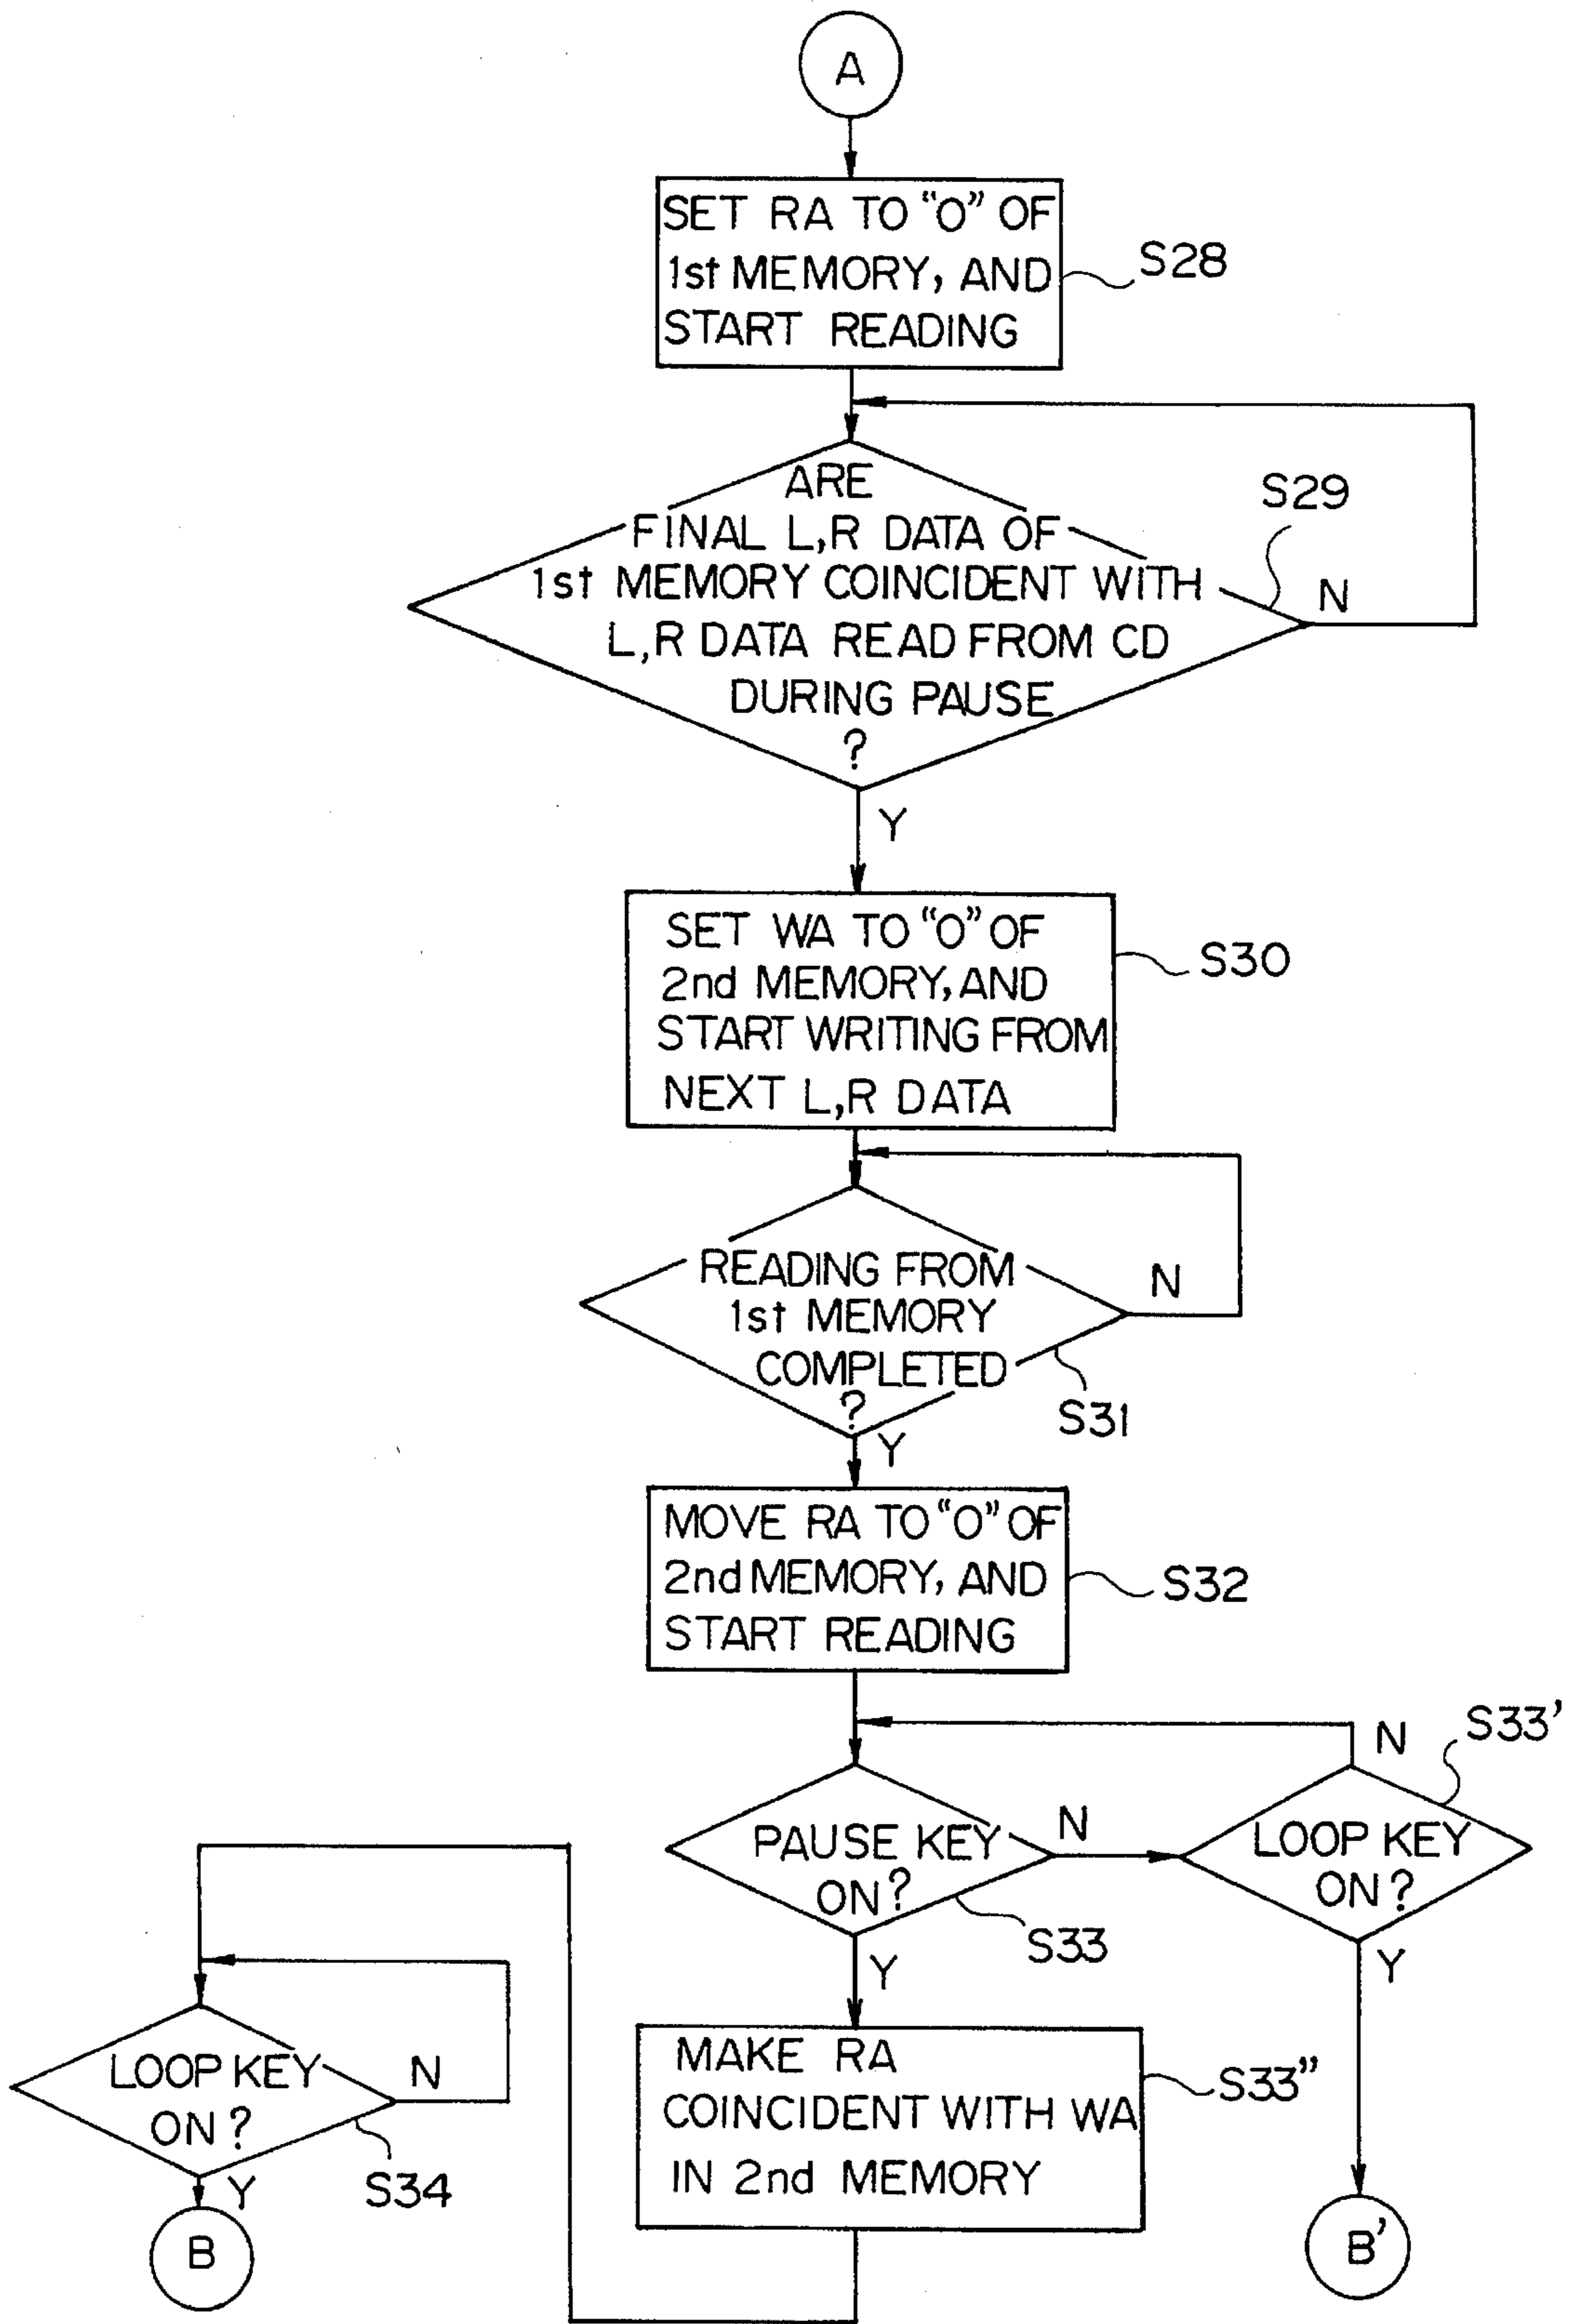 A
SET RA TO "0" OF
1st MEMORY, AND
START READING
S28
ARE
FINAL L,R DATA OF
1st MEMORY COINCIDENT WITH
L,R DATA READ FROM CD
DURING PAUSE
?
S29
N
Y
SET WA TO "0" OF
2nd MEMORY, AND
START WRITING FROM
NEXT L,R DATA
S30
READING FROM
1st MEMORY
COMPLETED
?
N
S31
Y
MOVE RA TO "0" OF
2nd MEMORY, AND
START READING
S32
PAUSE KEY
ON?
N
S33
Y
LOOP KEY
ON?
N
S33'
Y
B'
MAKE RA
COINCIDENT WITH WA
IN 2nd MEMORY
S33"
LOOP KEY
ON?
N
S34
Y
B